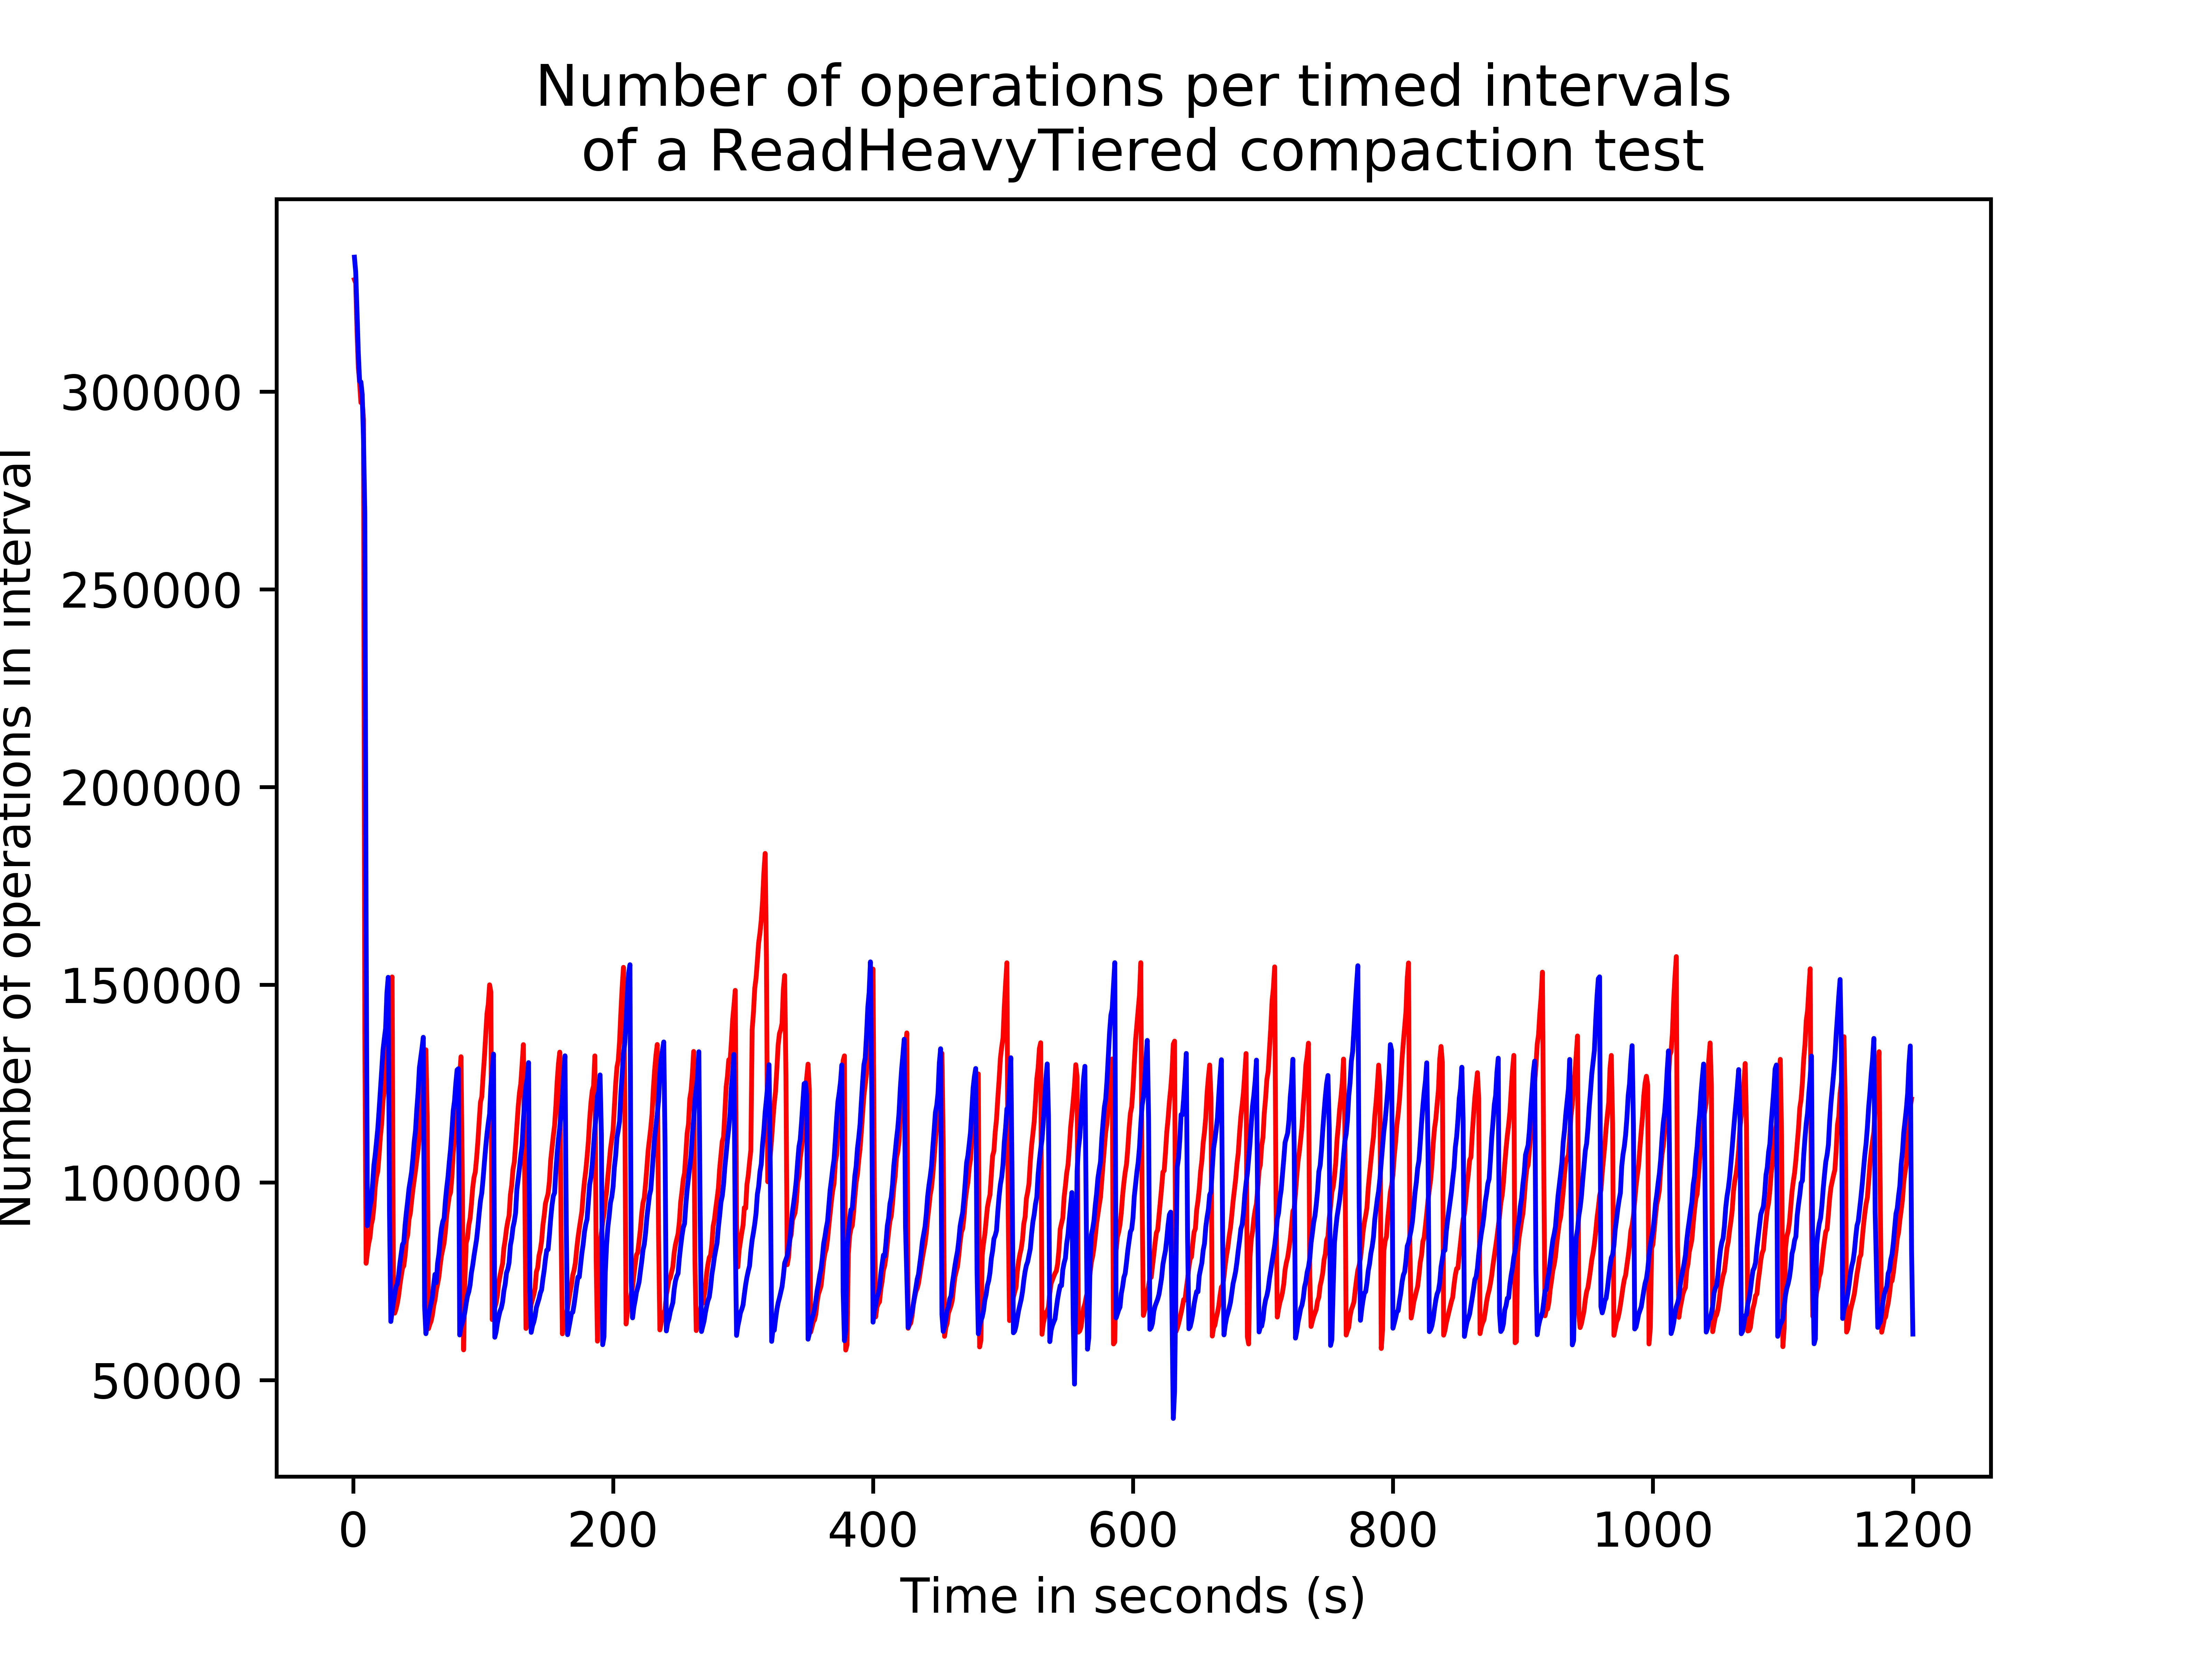 Number of operations per timed intervals
of a ReadHeavyTiered compaction test
Number of operations in interval
300000
250000
200000
150000
100000
50000
0 200 400 600 800 1000 1200
Time in seconds (s)